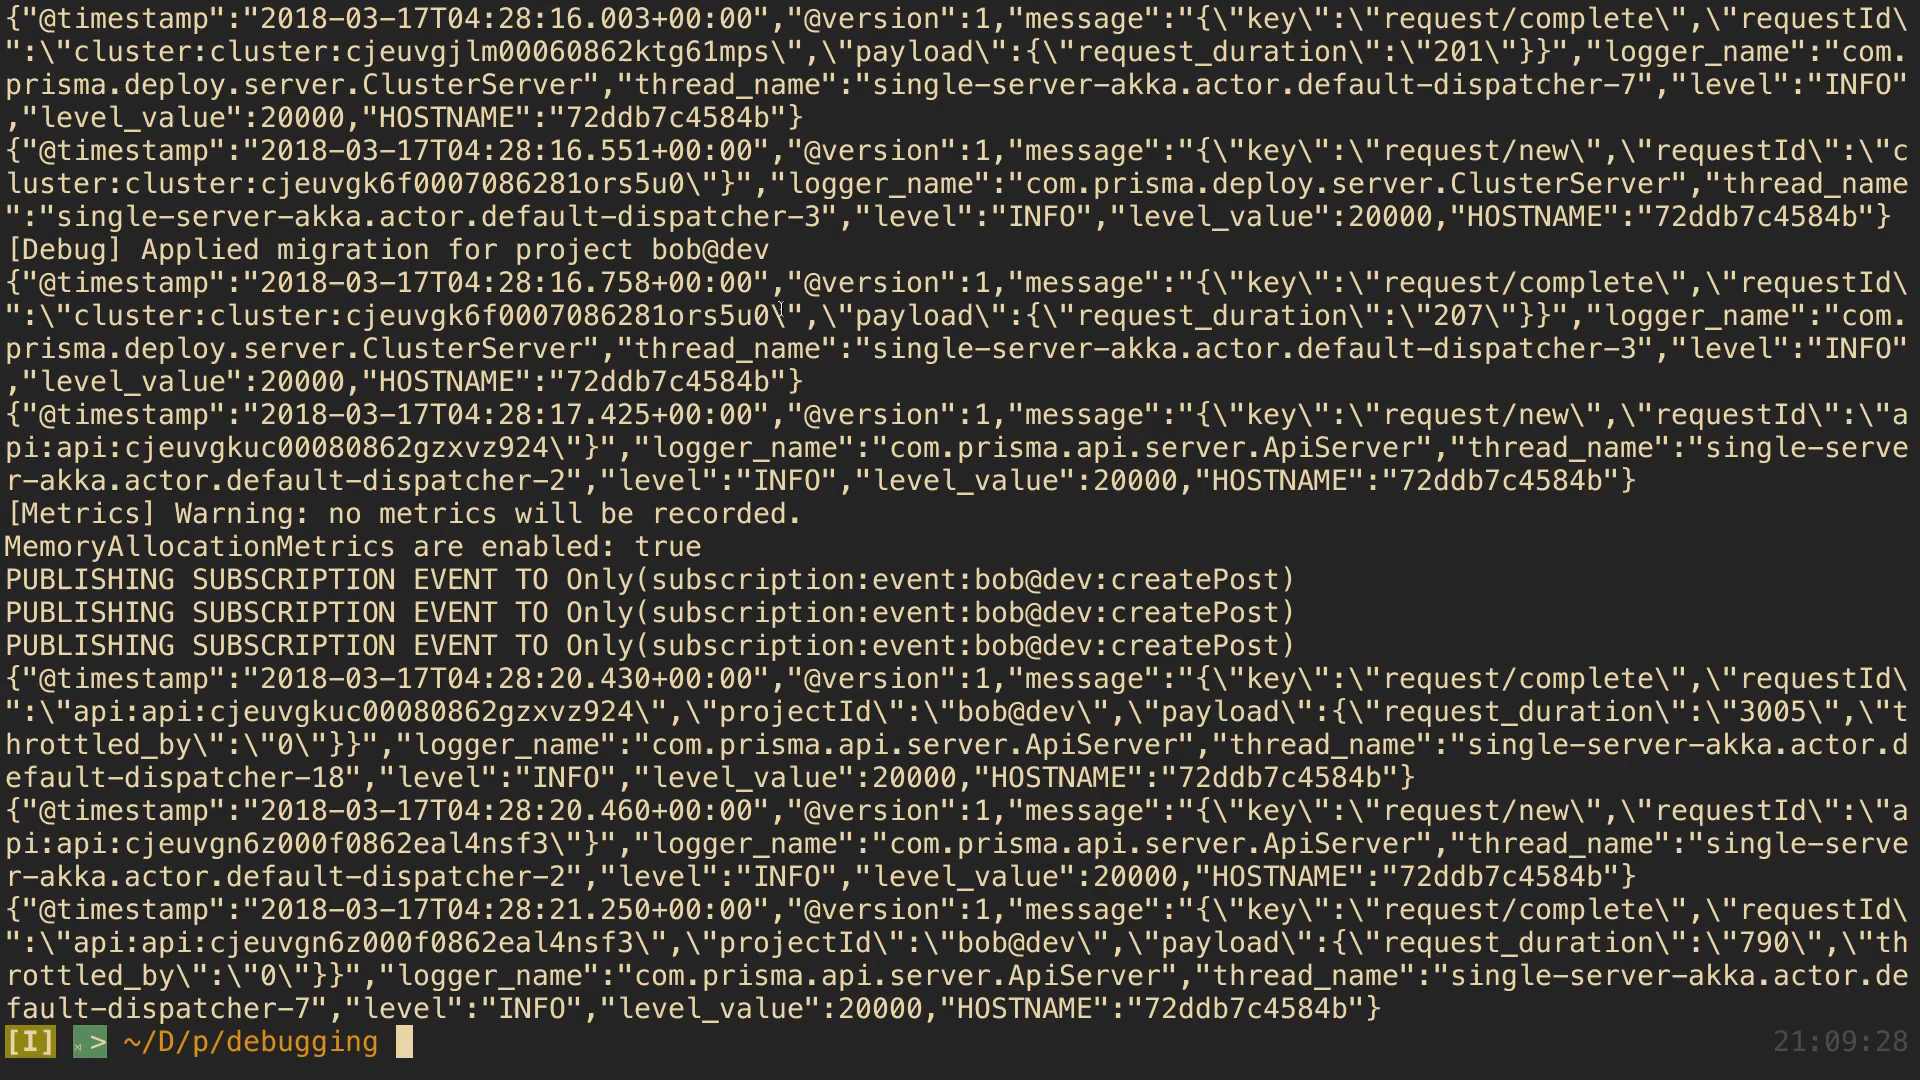 {"@timestamp":"2018-03-17T04:28:16.003+00:00","@version":1,"message":"{\"key\":\"request/complete\",\"requestId\
":\"cluster:cluster:cjeuvgjlm00060862ktg61mps\",\"payload\":{\"request_duration\":\"201\"}}","logger_name":"com.
prisma.deploy.server.ClusterServer","thread_name":"single-server-akka.actor.default-dispatcher-7","level":"INFO"
,"level_value":20000,"HOSTNAME":"72ddb7c4584b"}
{"@timestamp":"2018-03-17T04:28:16.551+00:00","@version":1,"message":"{\"key\":\"request/new\",\"requestId\":\"c
luster:cluster:cjeuvgk6f0007086281ors5u0\"}","logger_name":"com.prisma.deploy.server.ClusterServer","thread_name
":"single-server-akka.actor.default-dispatcher-3","level":"INFO","level_value":20000,"HOSTNAME":"72ddb7c4584b"}
[Debug] Applied migration for project bob@dev
{"@timestamp":"2018-03-17T04:28:16.758+00:00","@version":1,"message":"{\"key\":\"request/complete\",\"requestId\
":\"cluster:cluster:cjeuvgk6f0007086281ors5u0\",\"payload\":{\"request_duration\":\"207\"}}","logger_name":"com.
prisma.deploy.server.ClusterServer","thread_name":"single-server-akka.actor.default-dispatcher-3","level":"INFO"
,"level_value":20000,"HOSTNAME":"72ddb7c4584b"}
{"@timestamp":"2018-03-17T04:28:17.425+00:00","@version":1,"message":"{\"key\":\"request/new\",\"requestId\":\"a
pi:api:cjeuvgkuc00080862gzxvz924\"}","logger_name":"com.prisma.api.server.ApiServer","thread_name":"single-serve
r-akka.actor.default-dispatcher-2","level":"INFO","level_value":20000,"HOSTNAME":"72ddb7c4584b"}
[Metrics] Warning: no metrics will be recorded.
MemoryAllocationMetrics are enabled: true
PUBLISHING SUBSCRIPTION EVENT TO Only(subscription:event:bob@dev:createPost)
PUBLISHING SUBSCRIPTION EVENT TO Only(subscription:event:bob@dev:createPost)
PUBLISHING SUBSCRIPTION EVENT TO Only(subscription:event:bob@dev:createPost)
{"@timestamp":"2018-03-17T04:28:20.430+00:00","@version":1,"message":"{\"key\":\"request/complete\",\"requestId\
":\"api:api:cjeuvgkuc00080862gzxvz924\",\"projectId\":\"bob@dev\",\"payload\":{\"request_duration\":\"3005\",\"t
hrottled_by\":\"0\"}}","logger_name":"com.prisma.api.server.ApiServer","thread_name":"single-server-akka.actor.d
efault-dispatcher-18","level":"INFO","level_value":20000,"HOSTNAME":"72ddb7c4584b"}
{"@timestamp":"2018-03-17T04:28:20.460+00:00","@version":1,"message":"{\"key\":\"request/new\",\"requestId\":\"a
pi:api:cjeuvgn6z000f0862eal4nsf3\"}","logger_name":"com.prisma.api.server.ApiServer","thread_name":"single-serve
r-akka.actor.default-dispatcher-2","level":"INFO","level_value":20000,"HOSTNAME":"72ddb7c4584b"}
{"@timestamp":"2018-03-17T04:28:21.250+00:00","@version":1,"message":"{\"key\":\"request/complete\",\"requestId\
":\"api:api:cjeuvgn6z000f0862eal4nsf3\",\"projectId\":\"bob@dev\",\"payload\":{\"request_duration\":\"790\",\"th
rottled_by\":\"0\"}}","logger_name":"com.prisma.api.server.ApiServer","thread_name":"single-server-akka.actor.de
fault-dispatcher-7","level":"INFO","level_value":20000,"HOSTNAME":"72ddb7c4584b"}
[I] > ~/D/p/debugging 21:09:28